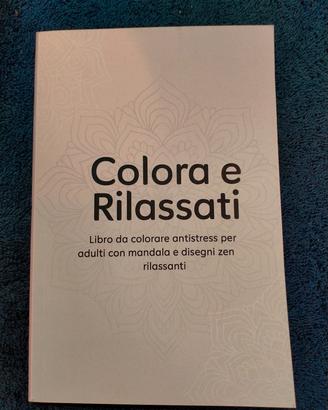 Colora e
Rilassati
Libro da colorare antistress per
adulti con mandala e disegni zen
rilassanti